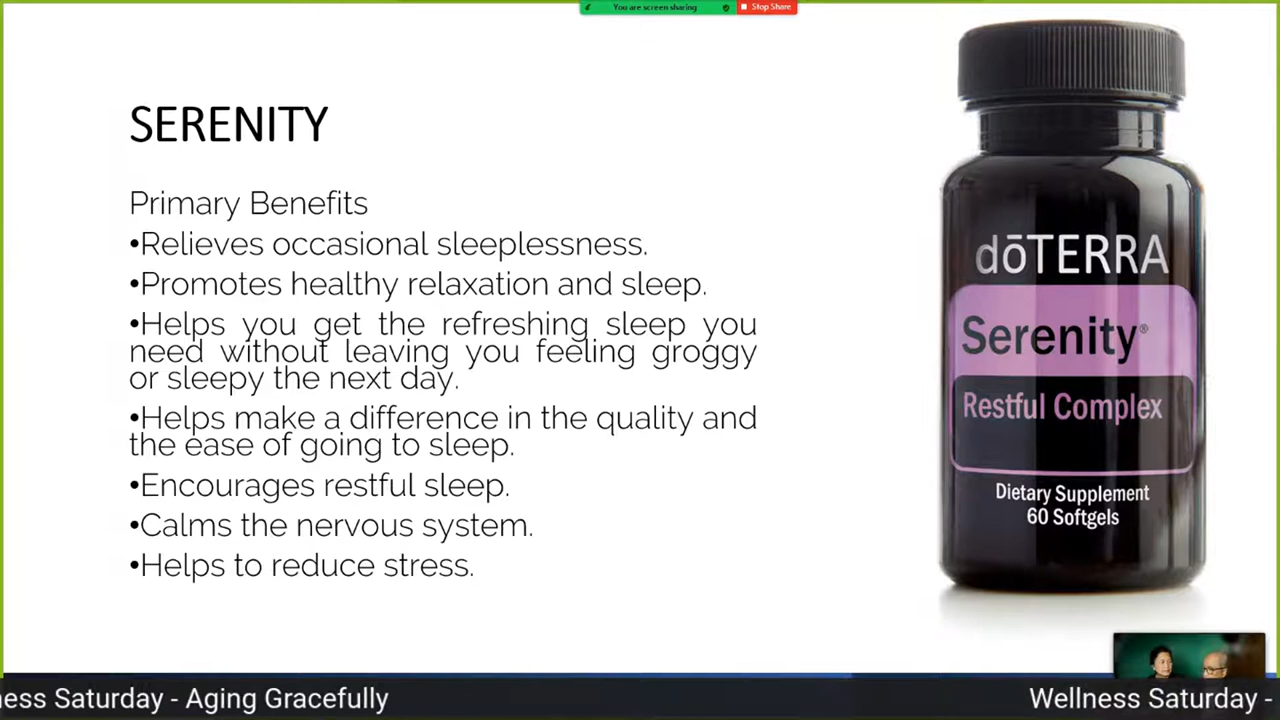 You are screen sharing
Stop Share
SERENITY
Primary Benefits
•Relieves occasional sleeplessness.
•Promotes healthy relaxation and sleep.
•Helps you get the refreshing sleep you
need without leaving you feeling groggy
or sleepy the next day.
•Helps make a difference in the quality and
the ease of going to sleep.
•Encourages restful sleep.
•Calms the nervous system.
•Helps to reduce stress.
dōTERRA
Serenity®
Restful Complex
Dietary Supplement
60 Softgels
ness Saturday - Aging Gracefully
Wellness Saturday -